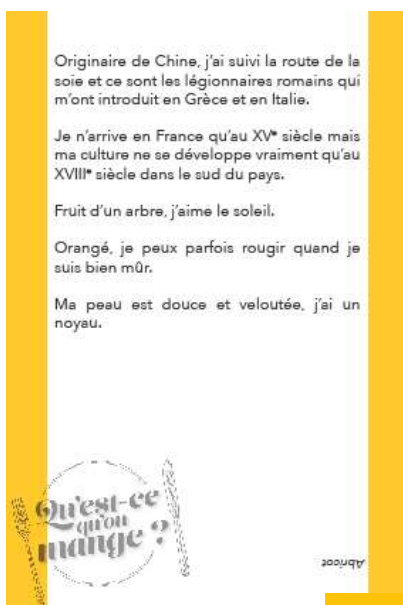 Originaire de Chine, j'ai suivi la route de la
soie et ce sont les légionnaires romains qui
m'ont introduit en Grèce et en Italie.
Je n'arrive en France qu'au XVe siècle mais
ma culture ne se développe vraiment qu'au
XVIIIe siècle dans le sud du pays.
Fruit d'un arbre, j'aime le soleil.
Orangé, je peux parfois rougir quand je
suis bien mûr.
Ma peau est douce et veloutée, j'ai un
noyau.
Qu'est-ce
qu'on
mange ?
Abricot